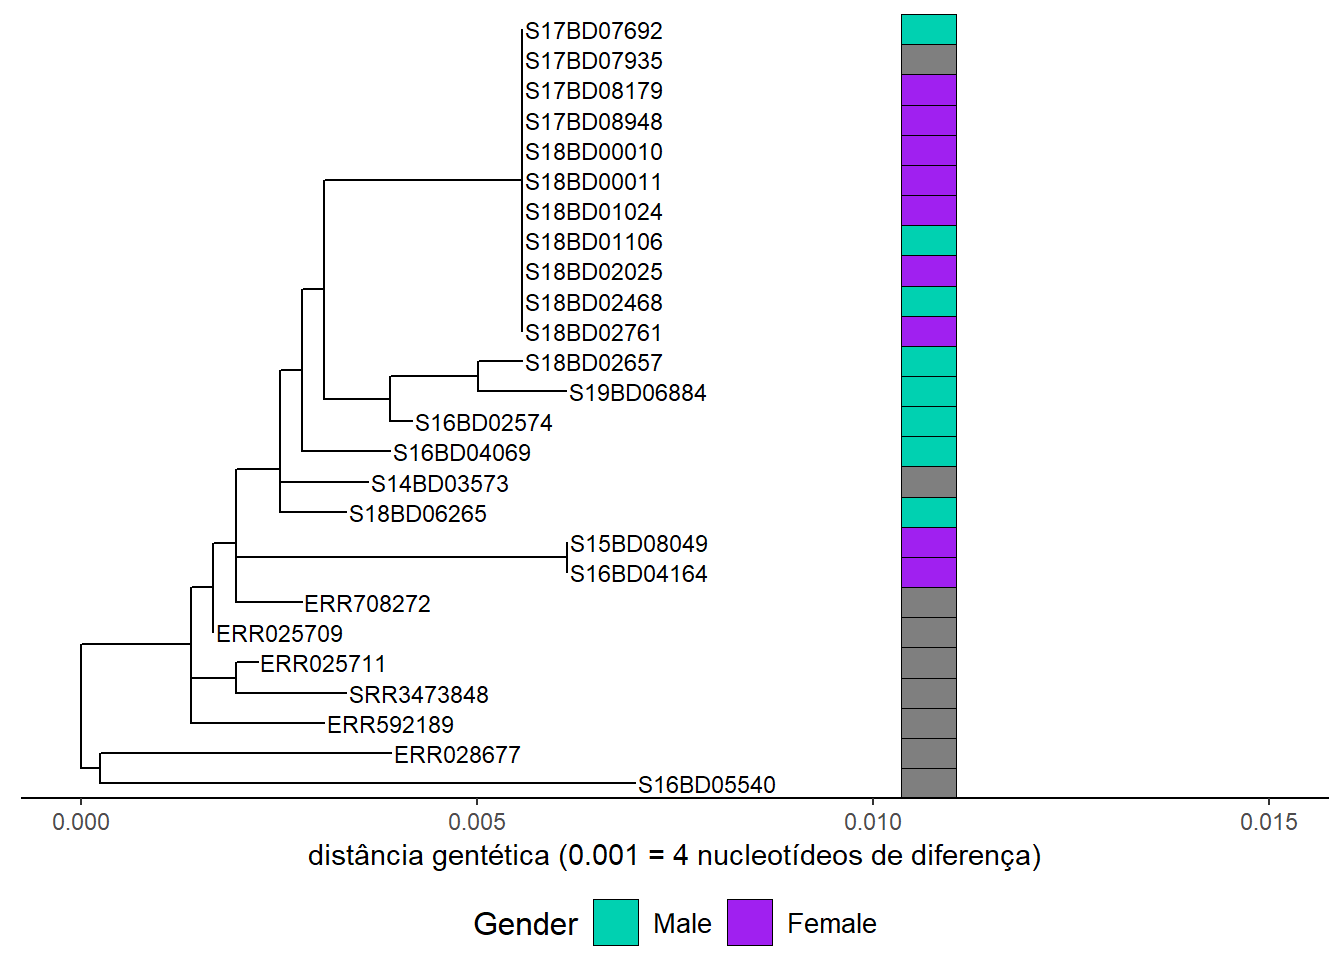 S17BD07692
S17BD07935
S17BD08179
S17BD08948
S18BD00010
S18BD00011
S18BD01024
S18BD01106
S18BD02025
S18BD02468
S18BD02761
S18BD02657
S19BD06884
S16BD02574
S16BD04069
S14BD03573
S18BD06265
S15BD08049
S16BD04164
ERR708272
ERR025709
ERR025711
SRR3473848
ERR592189
ERR028677
S16BD05540
0.000 0.005 0.010 0.015
distância gentética (0.001 = 4 nucleotídeos de diferença)
Gender Male Female